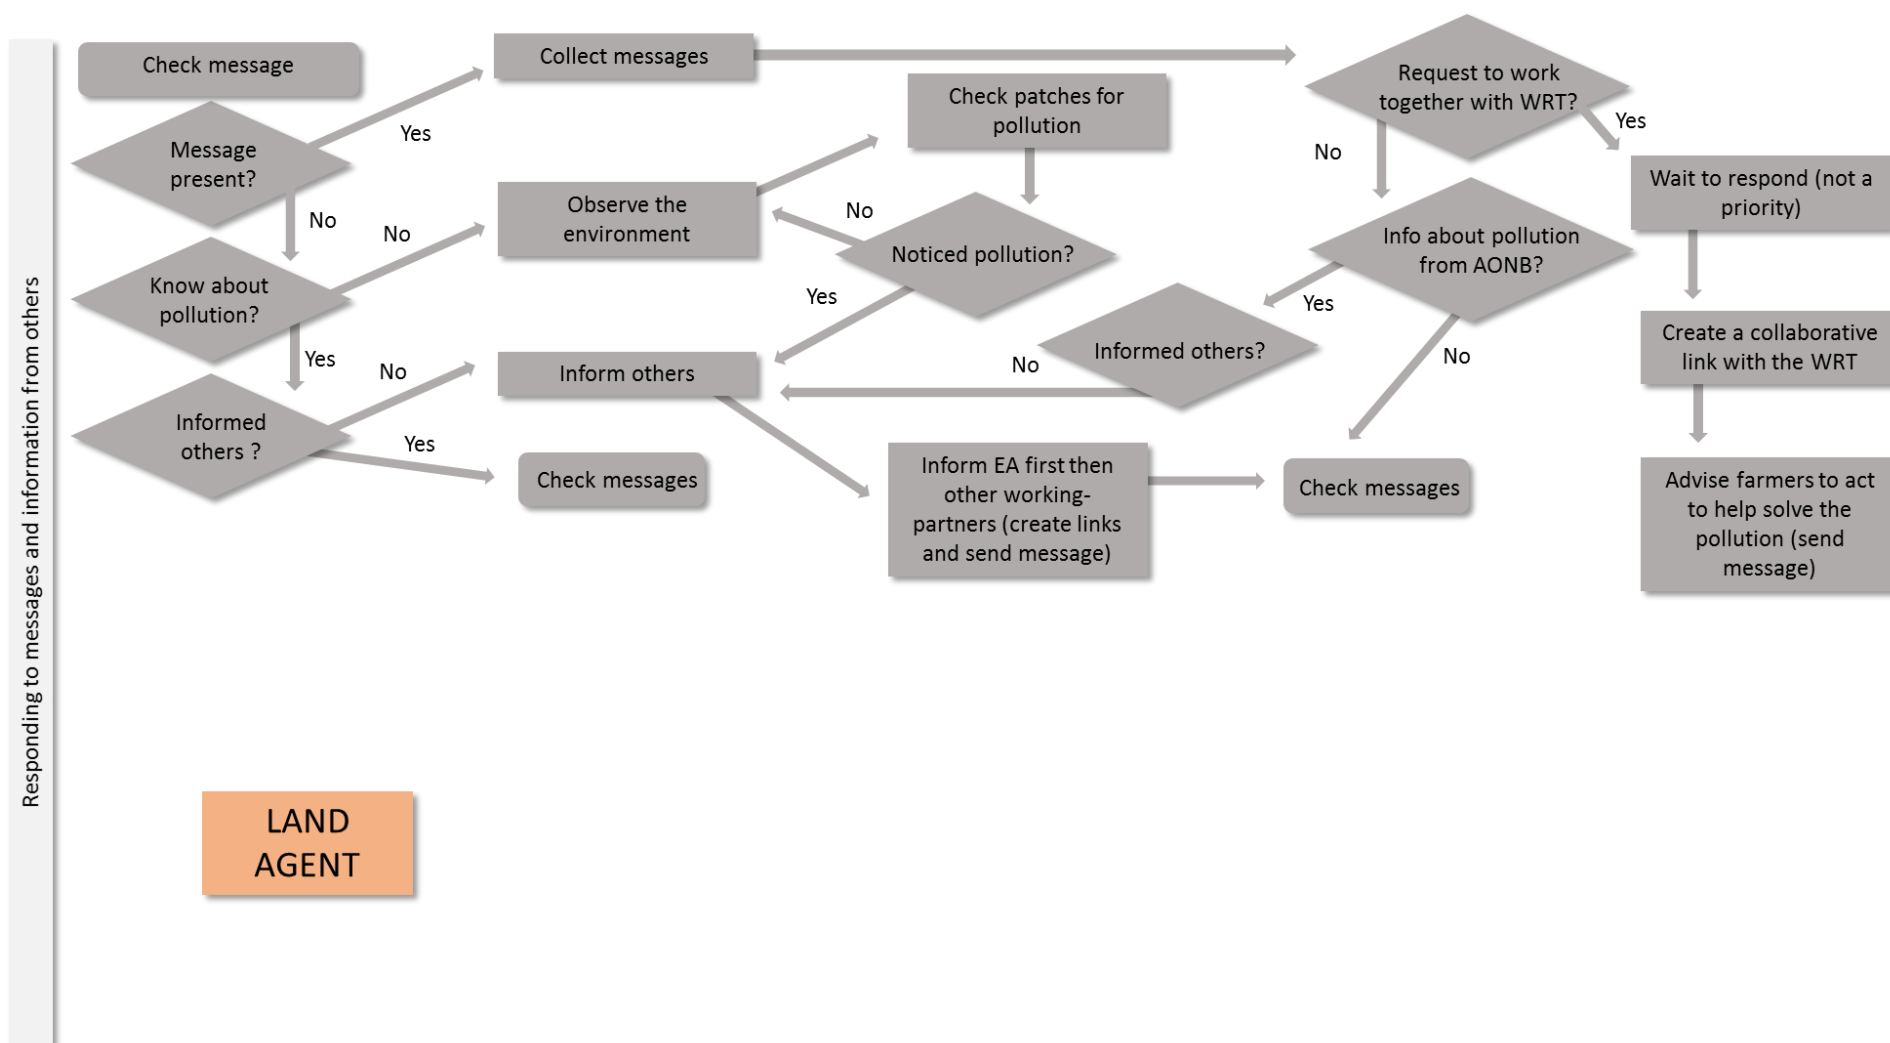 Responding to messages and information from others
Check message
Message
present?
Yes
No
Know about
pollution?
No
Yes
Informed
others ?
No
Yes
Collect messages
Observe the
environment
Inform others
Check messages
Check patches for
pollution
Noticed pollution?
No
Yes
Informed others?
No
Inform EA first then
other working-
partners (create links
and send message)
Check messages
Request to work
together with WRT?
No
Yes
Info about pollution
from AONB?
Yes
No
Wait to respond (not a
priority)
Create a collaborative
link with the WRT
Advise farmers to act
to help solve the
pollution (send
message)
LAND
AGENT